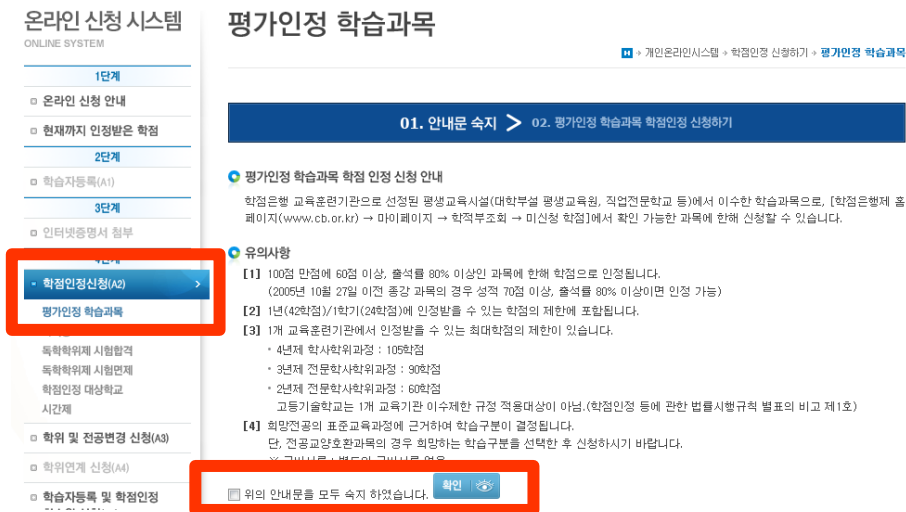 온라인 신청 시스템
ONLINE SYSTEM
1단계
온라인 신청 안내
현재까지 인정받은 학점
2단계
학습자등록(A1)
3단계
인터넷증명서 첨부
4단계
학점인정신청(A2)
평가인정 학습과목
독학학위제 시험합격
독학학위제 시험면제
학점인정 대상학교
시간제
학위 및 전공변경 신청(A3)
학위연계 신청(A4)
학습자등록 및 학점인정
평가인정 학습과목
H > 개인온라인시스템 > 학점인정 신청하기 > 평가인정 학습과목
01. 안내문 숙지 > 02. 평가인정 학습과목 학점인정 신청하기
평가인정 학습과목 학점 인정 신청 안내
학점은행 교육훈련기관으로 선정된 평생교육시설(대학부설 평생교육원, 직업전문학교 등)에서 이수한 학습과목으로, [학점은행제 홈
페이지(www.cb.or.kr) → 마이페이지 → 학적부조회 → 미신청 학점]에서 확인 가능한 과목에 한해 신청할 수 있습니다.
유의사항
[1] 100점 만점에 60점 이상, 출석률 80% 이상인 과목에 한해 학점으로 인정됩니다.
(2005년 10월 27일 이전 종강 과목의 경우 성적 70점 이상, 출석률 80% 이상이면 인정 가능)
[2] 1년(42학점)/1학기(24학점)에 인정받을 수 있는 학점의 제한에 포함됩니다.
[3] 1개 교육훈련기관에서 인정받을 수 있는 최대학점의 제한이 있습니다.
• 4년제 학사학위과정 : 105학점
• 3년제 전문학사학위과정 : 90학점
• 2년제 전문학사학위과정 : 60학점
고등기술학교는 1개 교육기관 이수제한 규정 적용대상이 아님.(학점인정 등에 관한 법률시행규칙 별표의 비고 제1호)
[4] 희망전공의 표준교육과정에 근거하여 학습구분이 결정됩니다.
단, 전공교양호환과목의 경우 희망하는 학습구분을 선택한 후 신청하시기 바랍니다.
위의 안내문을 모두 숙지 하였습니다. 확인